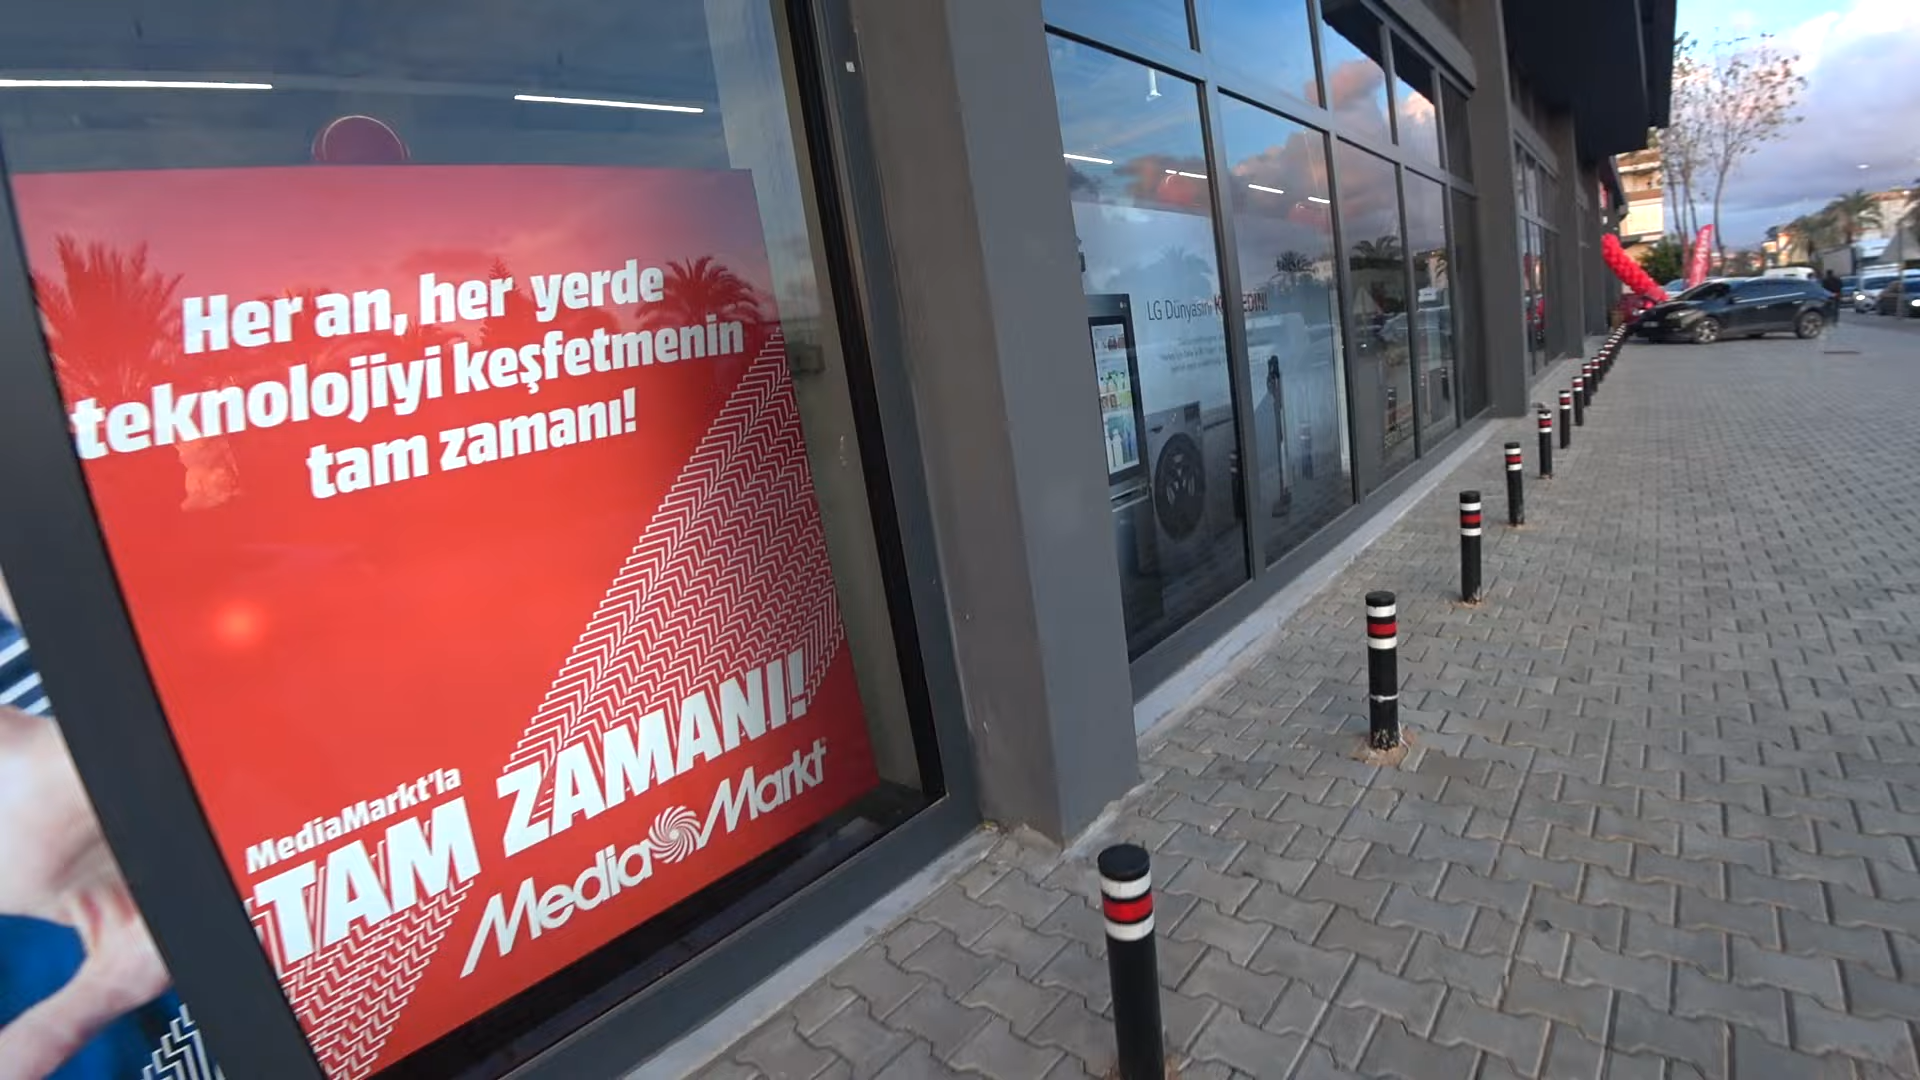 Her an, her yerde
teknolojiyi keşfetmenin
tam zamanı!
MediaMarkt'la
TAM ZAMANI!
MediaMarkt
LG Dünyasını